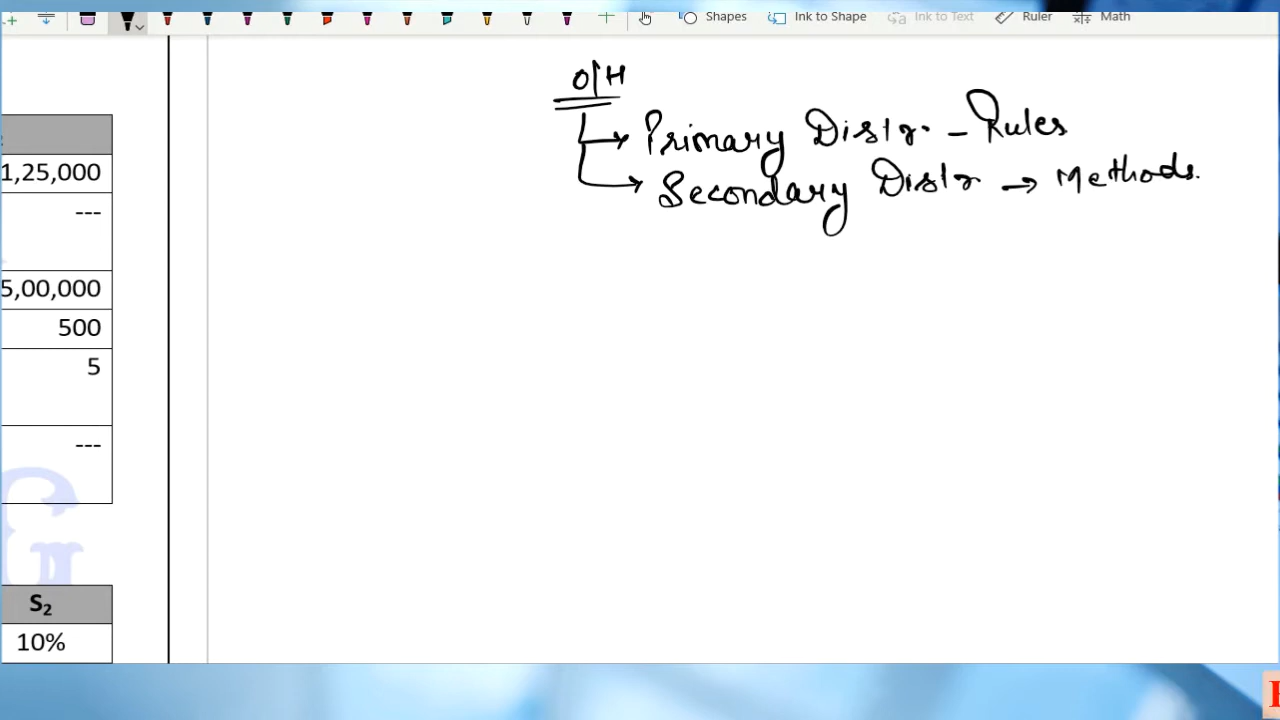 Shapes Ink to Shape Ink to Text Ruler Math
O/H
Primary Distr. - Rules
Secondary Distr → Methods.
1,25,000
---
5,00,000
500
5
---
G
S₂
10%